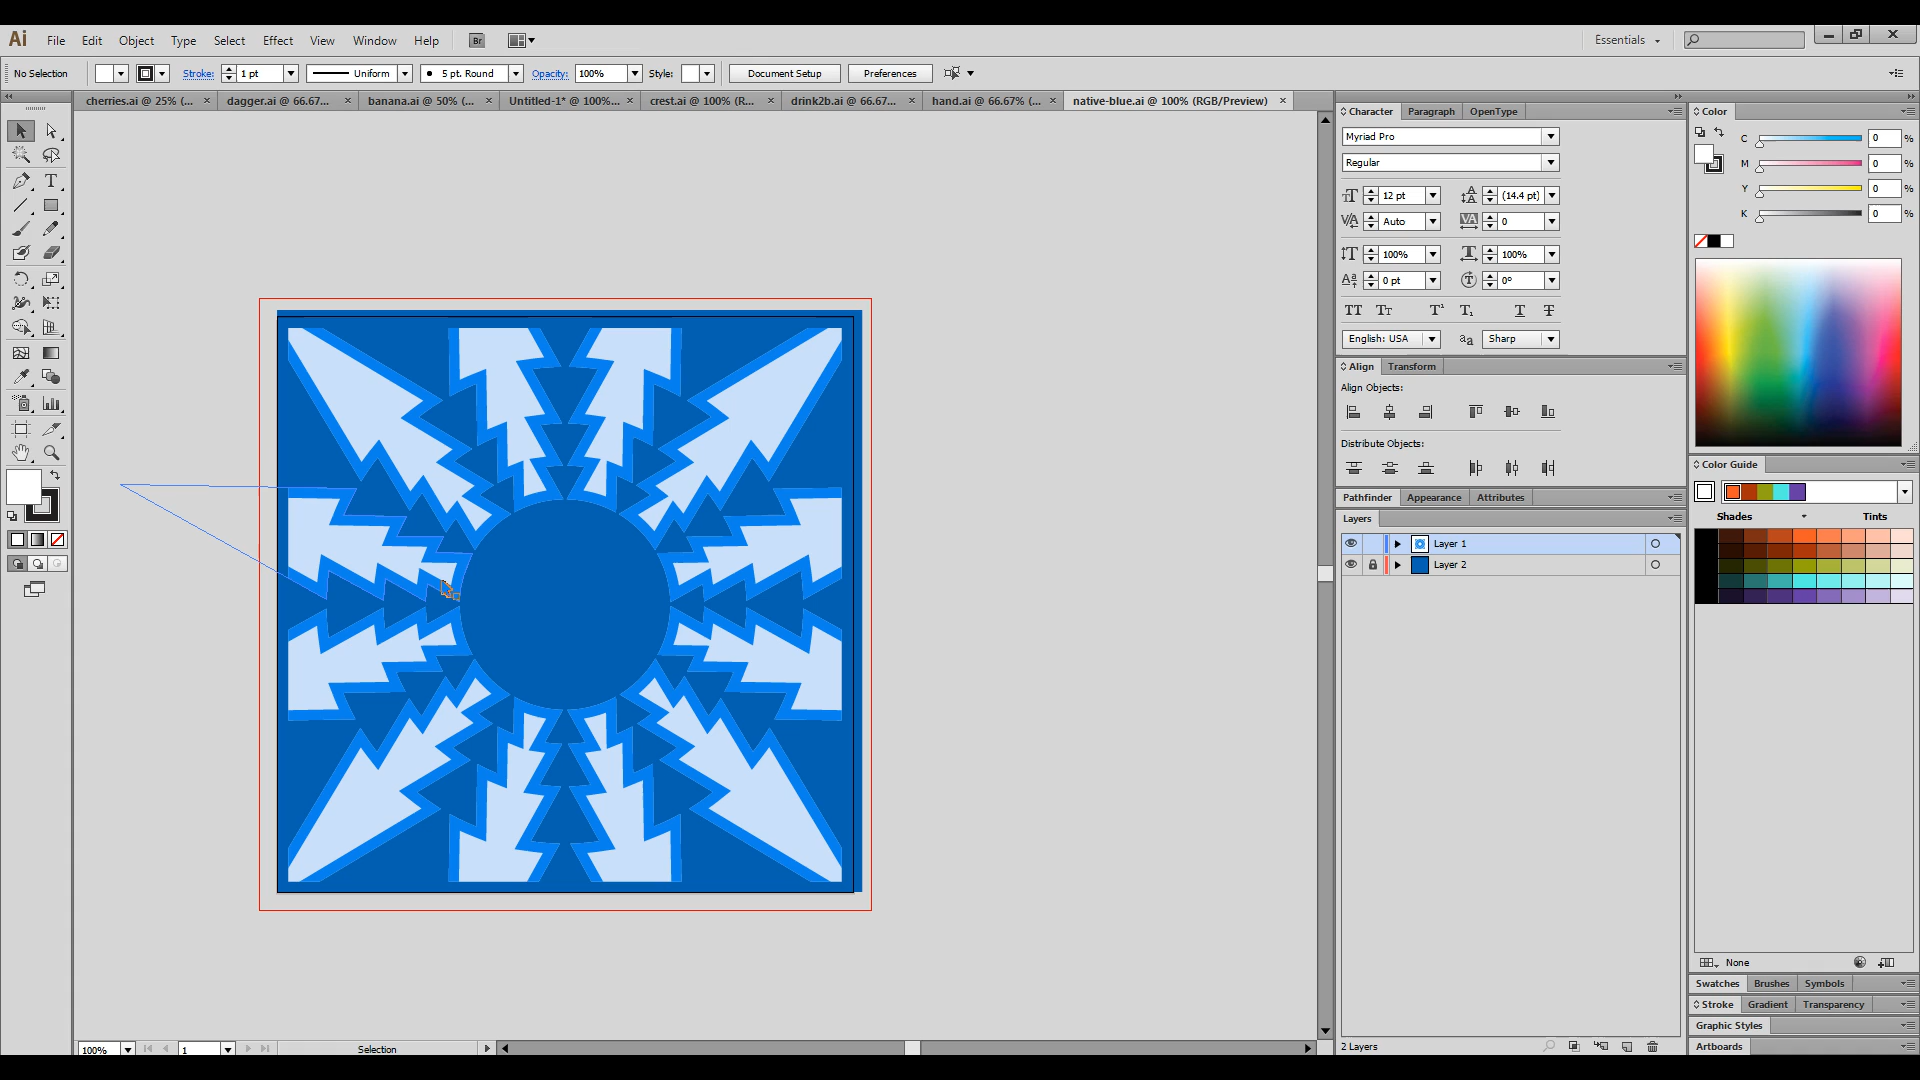 Ai File Edit Object Type Select Effect View Window Help Br Essentials
No Selection Stroke: 1 pt Uniform 5 pt. Round Opacity: 100% Style: Document Setup Preferences
cherries.ai @ 25% (... dagger.ai @ 66.67... banana.ai @ 50% (... Untitled-1* @ 100%... crest.ai @ 100% (R... drink2b.ai @ 66.67... hand.ai @ 66.67% (... native-blue.ai @ 100% (RGB/Preview)
Character Paragraph OpenType
Myriad Pro
Regular
12 pt (14.4 pt)
Auto 0
100% 100%
0 pt 0°
English: USA Sharp
Align Transform
Align Objects:
Distribute Objects:
Pathfinder Appearance Attributes
Layers
Layer 1
Layer 2
2 Layers
Color
C 0 %
M 0 %
Y 0 %
K 0 %
Color Guide
Shades Tints
None
Swatches Brushes Symbols
Stroke Gradient Transparency
Graphic Styles
Artboards
100% 1 Selection